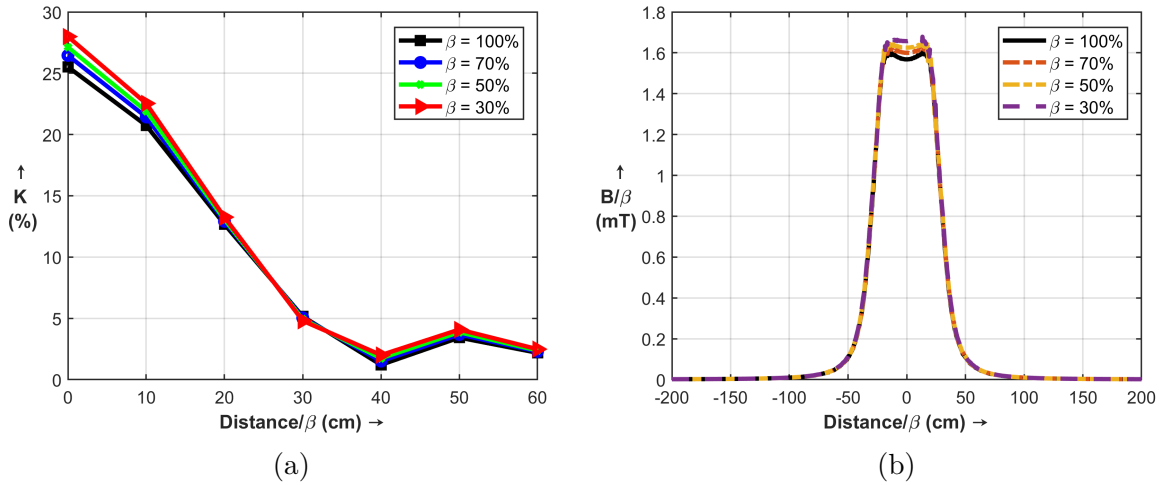 30
25
20
15
10
5
0
↑
K
(%)
0 10 20 30 40 50 60
Distance/β (cm) →
β = 100%
β = 70%
β = 50%
β = 30%
(a)
1.8
1.6
1.4
1.2
1
0.8
0.6
0.4
0.2
0
↑
B/β
(mT)
-200 -150 -100 -50 0 50 100 150 200
Distance/β (cm) →
β = 100%
β = 70%
β = 50%
β = 30%
(b)